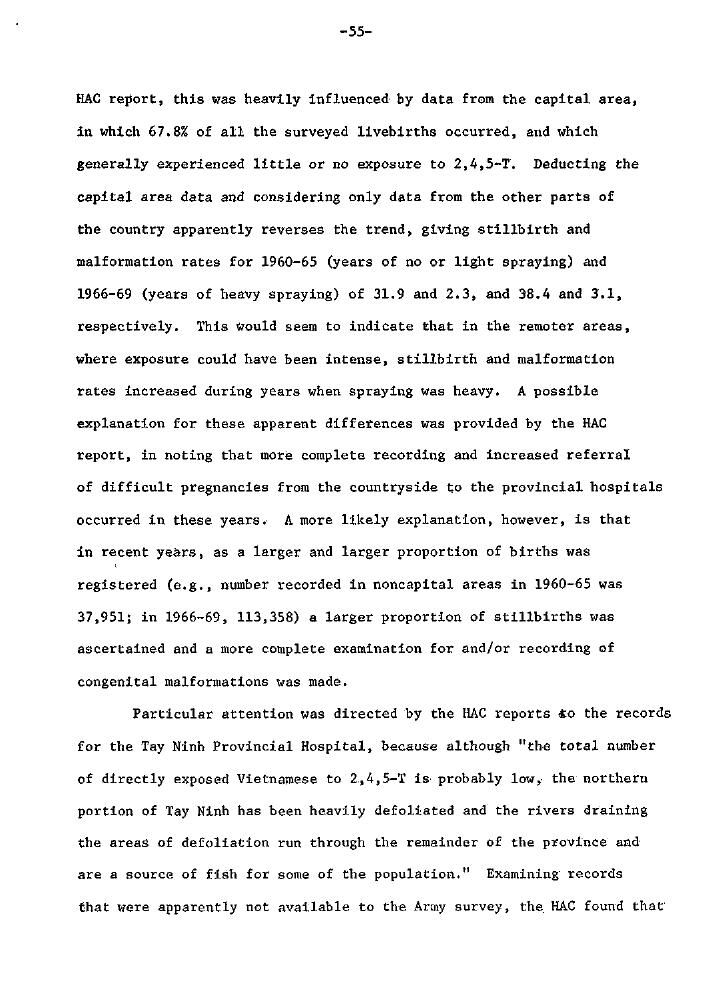 -55-
HAC report, this was heavily influenced by data from the capital area,
in which 67.8% of all the surveyed livebirths occurred, and which
generally experienced little or no exposure to 2,4,5-T. Deducting the
capital area data and considering only data from the other parts of
the country apparently reverses the trend, giving stillbirth and
malformation rates for 1960-65 (years of no or light spraying) and
1966-69 (years of heavy spraying) of 31.9 and 2.3, and 38.4 and 3.1,
respectively. This would seem to indicate that in the remoter areas,
where exposure could have been intense, stillbirth and malformation
rates increased during years when spraying was heavy. A possible
explanation for these apparent differences was provided by the HAC
report, in noting that more complete recording and increased referral
of difficult pregnancies from the countryside to the provincial hospitals
occurred in these years. A more likely explanation, however, is that
in recent years, as a larger and larger proportion of births was
registered (e.g., number recorded in noncapital areas in 1960-65 was
37,951; in 1966-69, 113,358) a larger proportion of stillbirths was
ascertained and a more complete examination for and/or recording of
congenital malformations was made.
Particular attention was directed by the HAC reports to the records
for the Tay Ninh Provincial Hospital, because although "the total number
of directly exposed Vietnamese to 2,4,5-T is probably low, the northern
portion of Tay Ninh has been heavily defoliated and the rivers draining
the areas of defoliation run through the remainder of the province and
are a source of fish for some of the population." Examining records
that were apparently not available to the Army survey, the HAC found that